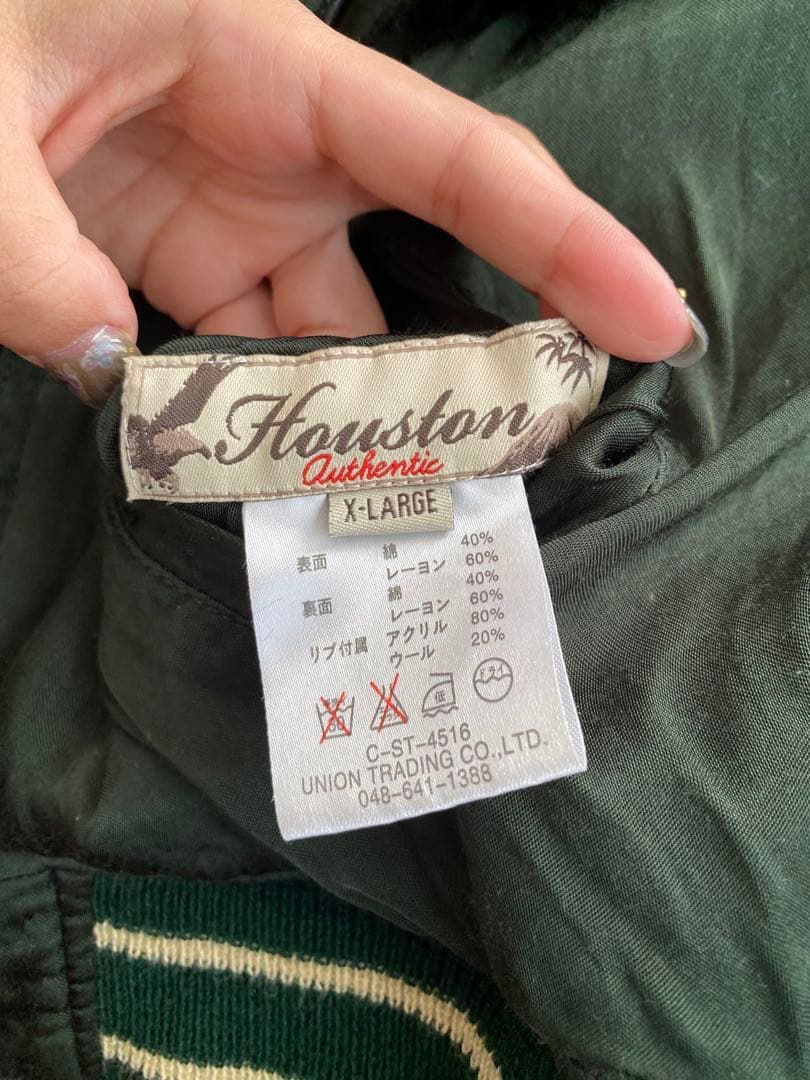 Houston
Authentic
X-LARGE
表面 綿 40%
レーヨン 60%
裏面 綿 40%
レーヨン 60%
リブ付属 アクリル 80%
ウール 20%
低 ドライ
C-ST-4516
UNION TRADING CO.,LTD.
048-641-1388